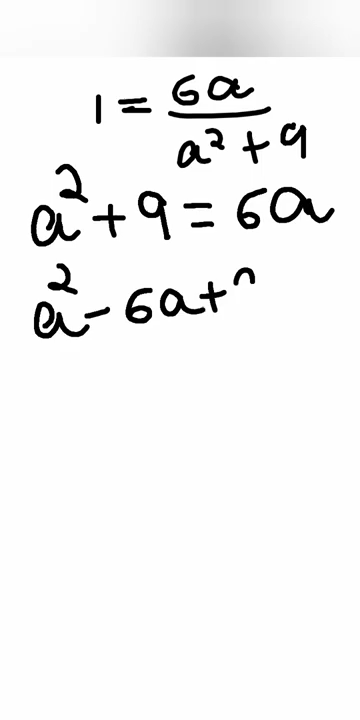 1 = 6a / a² + 9
a² + 9 = 6a
a² - 6a +